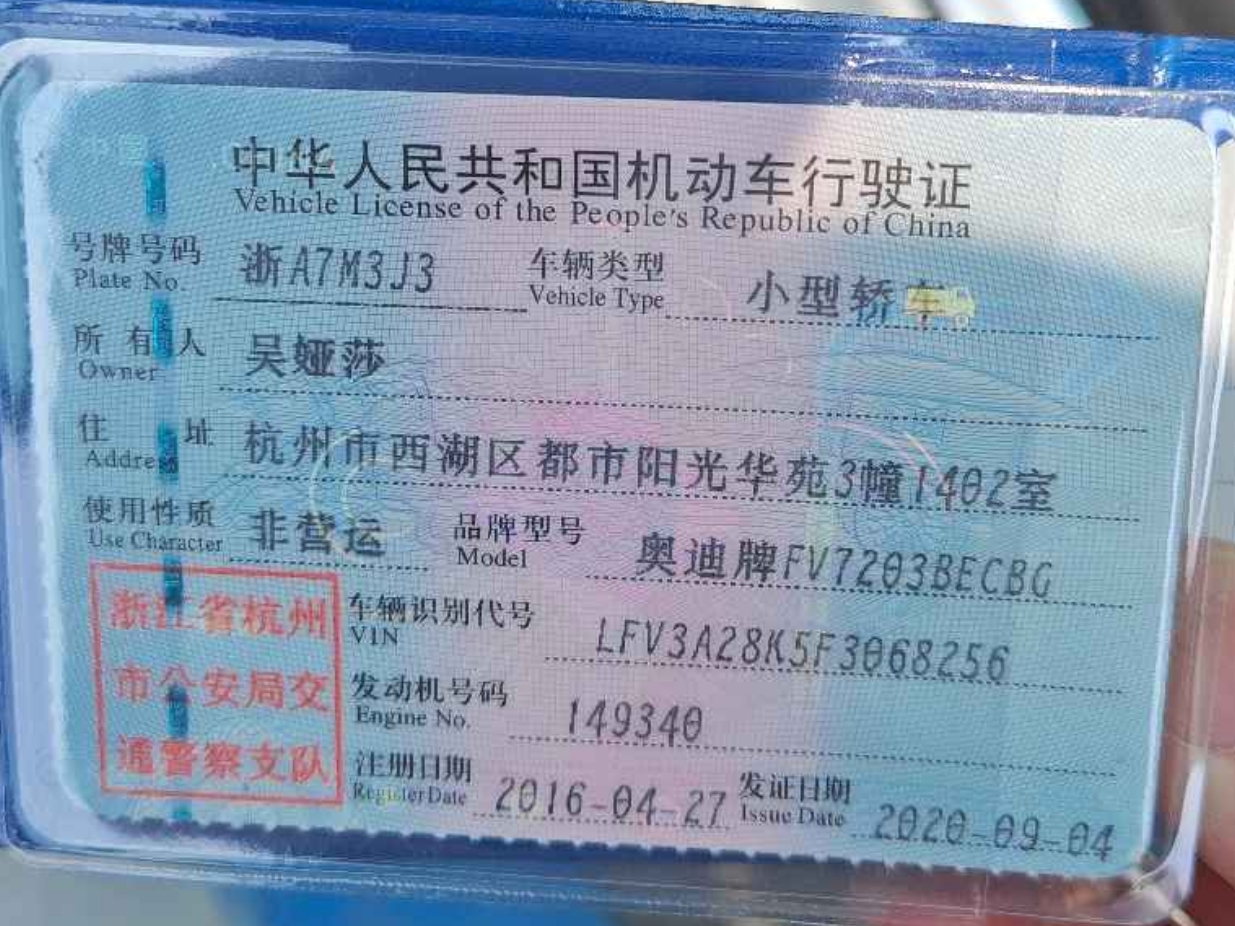 中华人民共和国机动车行驶证
Vehicle License of the People's Republic of China
号牌号码 浙A7M3J3 车辆类型 小型轿车
Plate No. Vehicle Type
所有人 吴娅莎
Owner
住址 杭州市西湖区都市阳光华苑3幢1402室
Address
使用性质 非营运 品牌型号 奥迪牌FV7203BECBG
Use Character Model
浙江省杭州
市公安局交
通警察支队
车辆识别代号 LFV3A28K5F3068256
VIN
发动机号码 149340
Engine No.
注册日期 2016-04-27 发证日期 2020-09-04
Register Date Issue Date